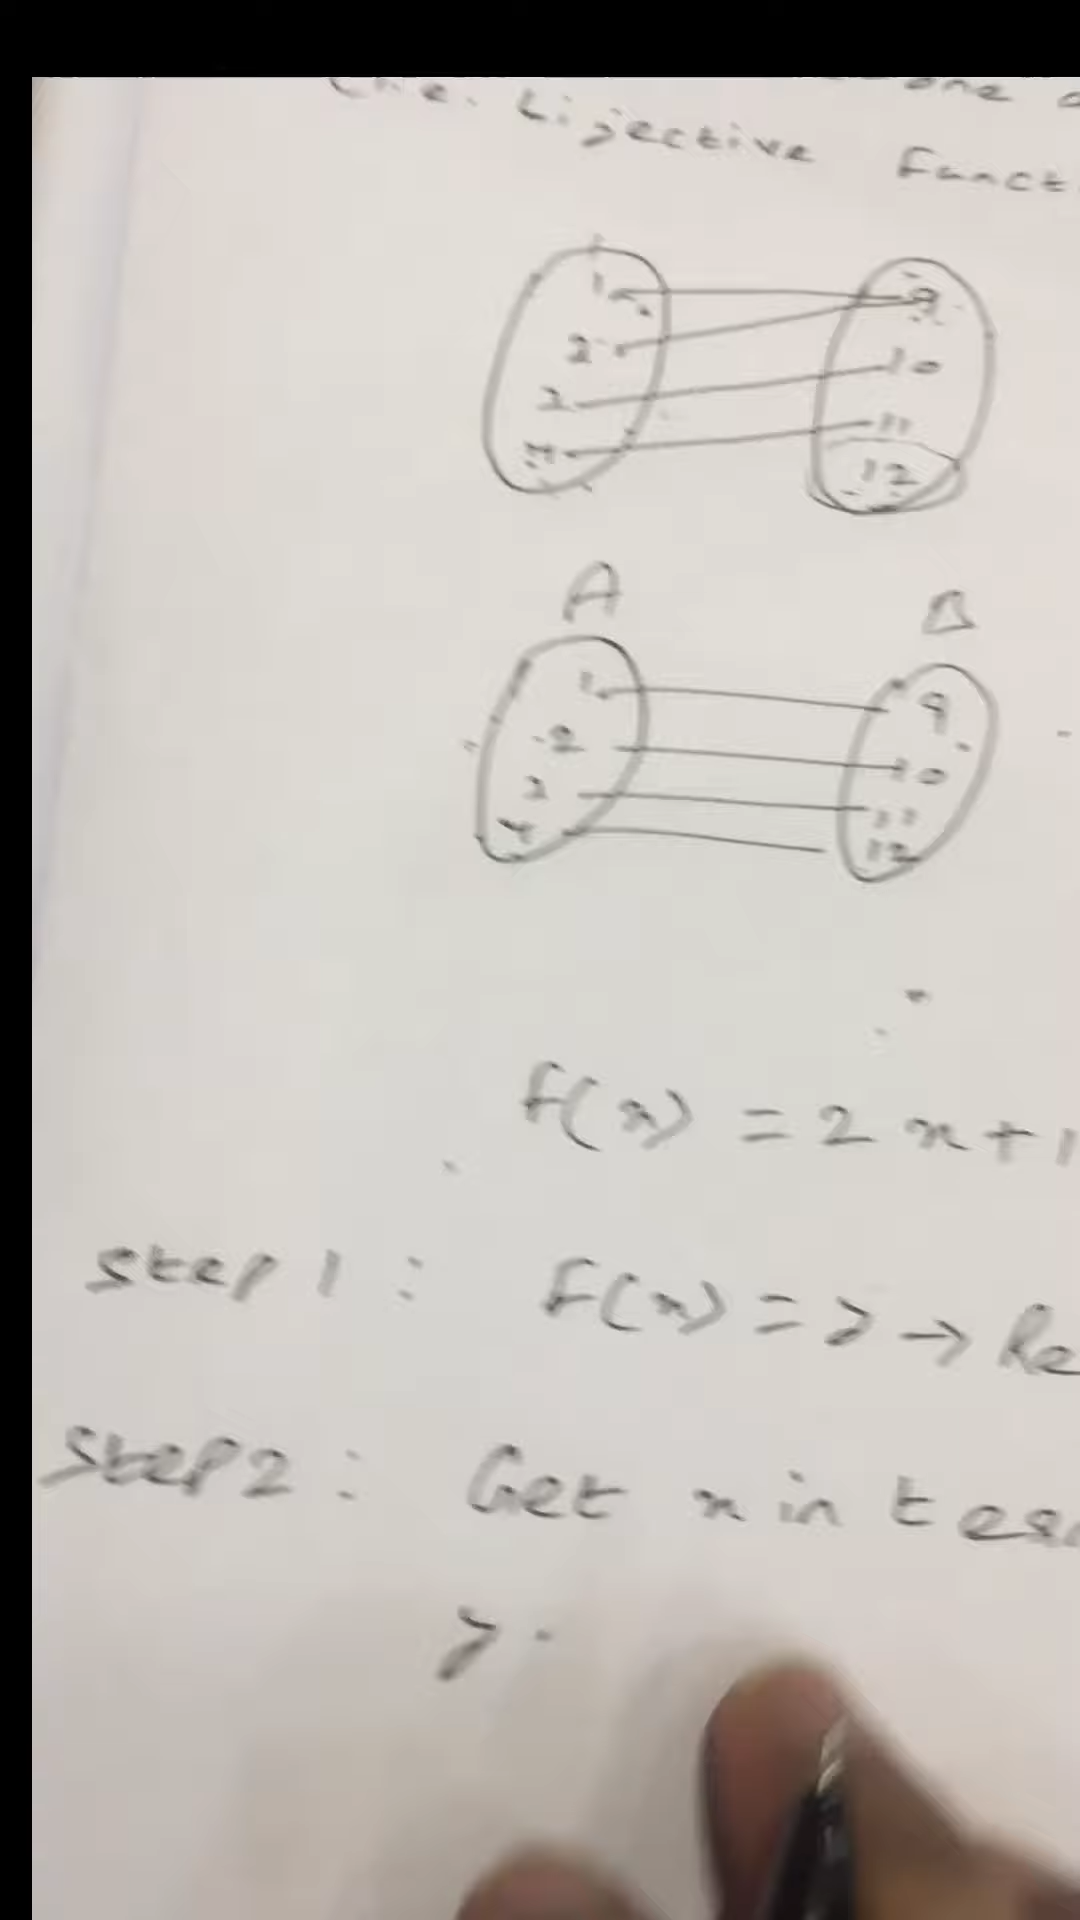 one
i.e. bijective Funct
1 9
2 10
3 11
4 12
A B
1 9
2 10
3 11
4 12
f(x) = 2x+1
Step 1 : f(x) = y → Re
Step 2 : Get x in ter
y